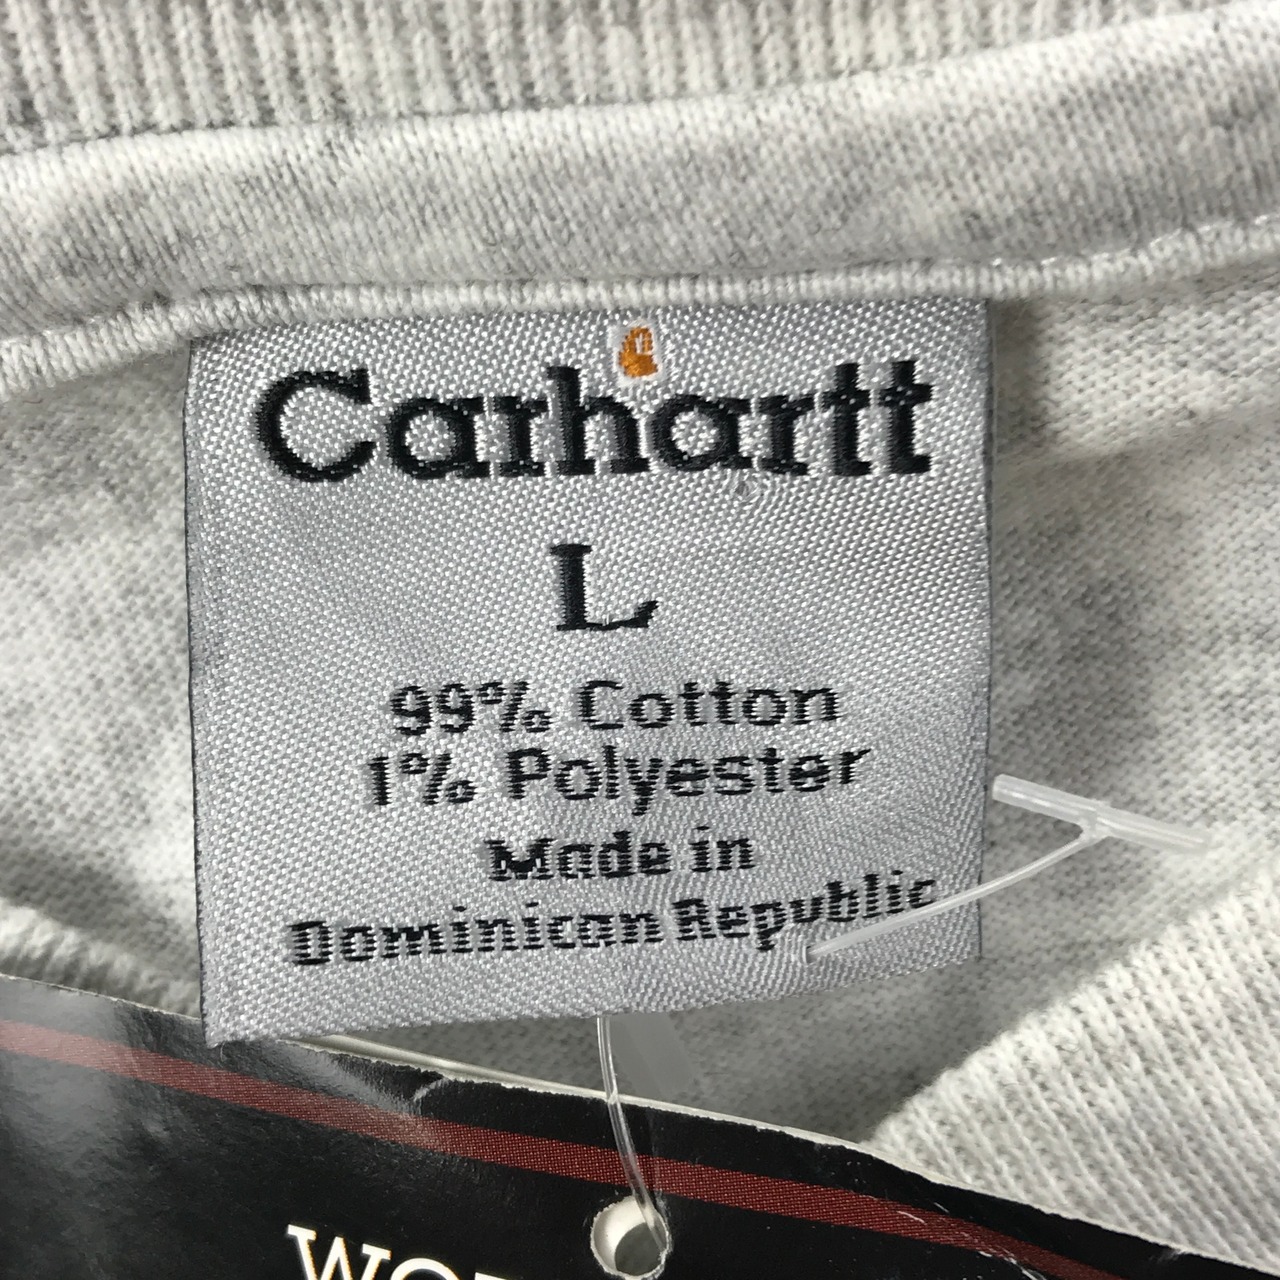 Carhartt
L
99% Cotton
1% Polyester
Made in
Dominican Republic